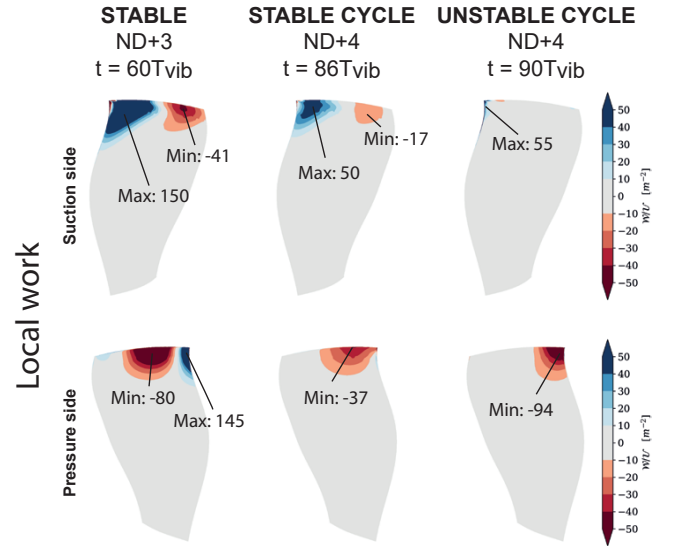 STABLE
ND+3
t = 60Tvib
STABLE CYCLE
ND+4
t = 86Tvib
UNSTABLE CYCLE
ND+4
t = 90Tvib
Local work
Suction side
Min: -41
Max: 150
Min: -17
Max: 50
Max: 55
50
40
30
20
10
0
−10
−20
−30
−40
−50
w/U [m⁻²]
Pressure side
Min: -80
Max: 145
Min: -37
Min: -94
50
40
30
20
10
0
−10
−20
−30
−40
−50
w/U [m⁻²]